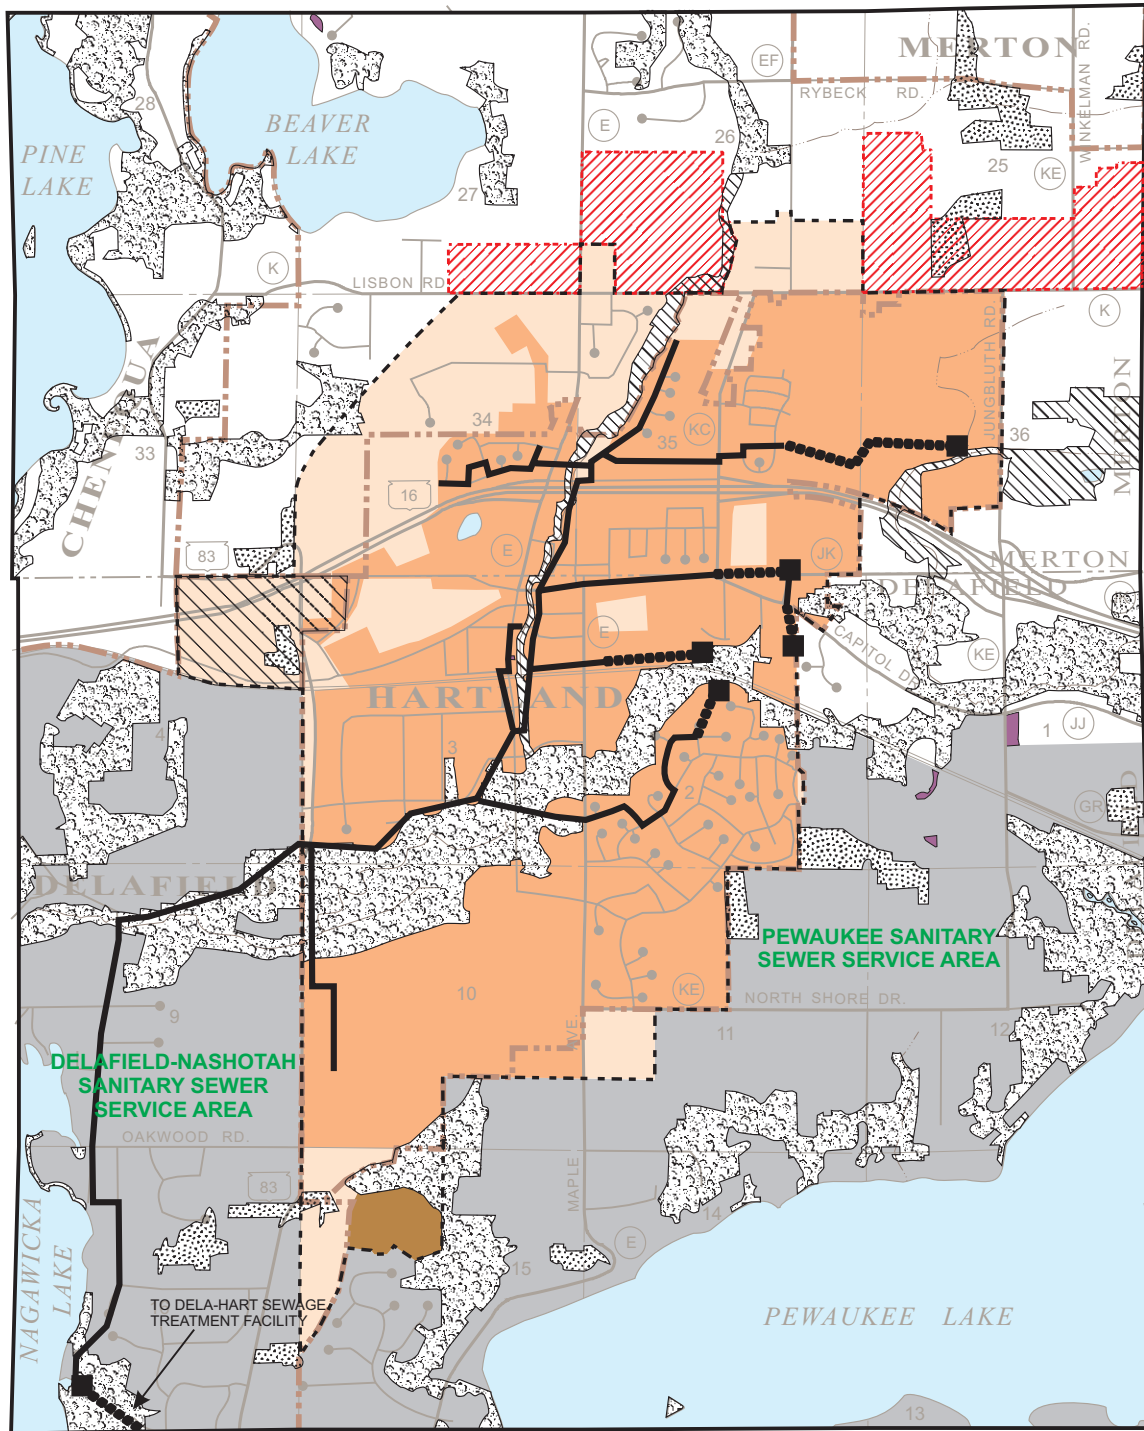 MERTON
EF
RYBECK RD.
WINKELMAN RD.
28
BEAVER
LAKE
E
26
PINE
LAKE
25
KE
27
K
LISBON RD
K
JUNGBLUTH RD.
CHENEQUA
MERTON
34
KC
35
36
33
16
83
E
JK
MERTON
DELAFIELD
E
CAPITOL DR.
KE
HARTLAND
4
3
1
JJ
2
GR
DELAFIELD
PEWAUKEE SANITARY
SEWER SERVICE AREA
10
KE
NORTH SHORE DR.
9
11
12
AVE.
DELAFIELD-NASHOTAH
SANITARY SEWER
SERVICE AREA
OAKWOOD RD.
83
MAPLE
14
E
15
NAGAWICKA
LAKE
TO DELA-HART SEWAGE
TREATMENT FACILITY
PEWAUKEE LAKE
13